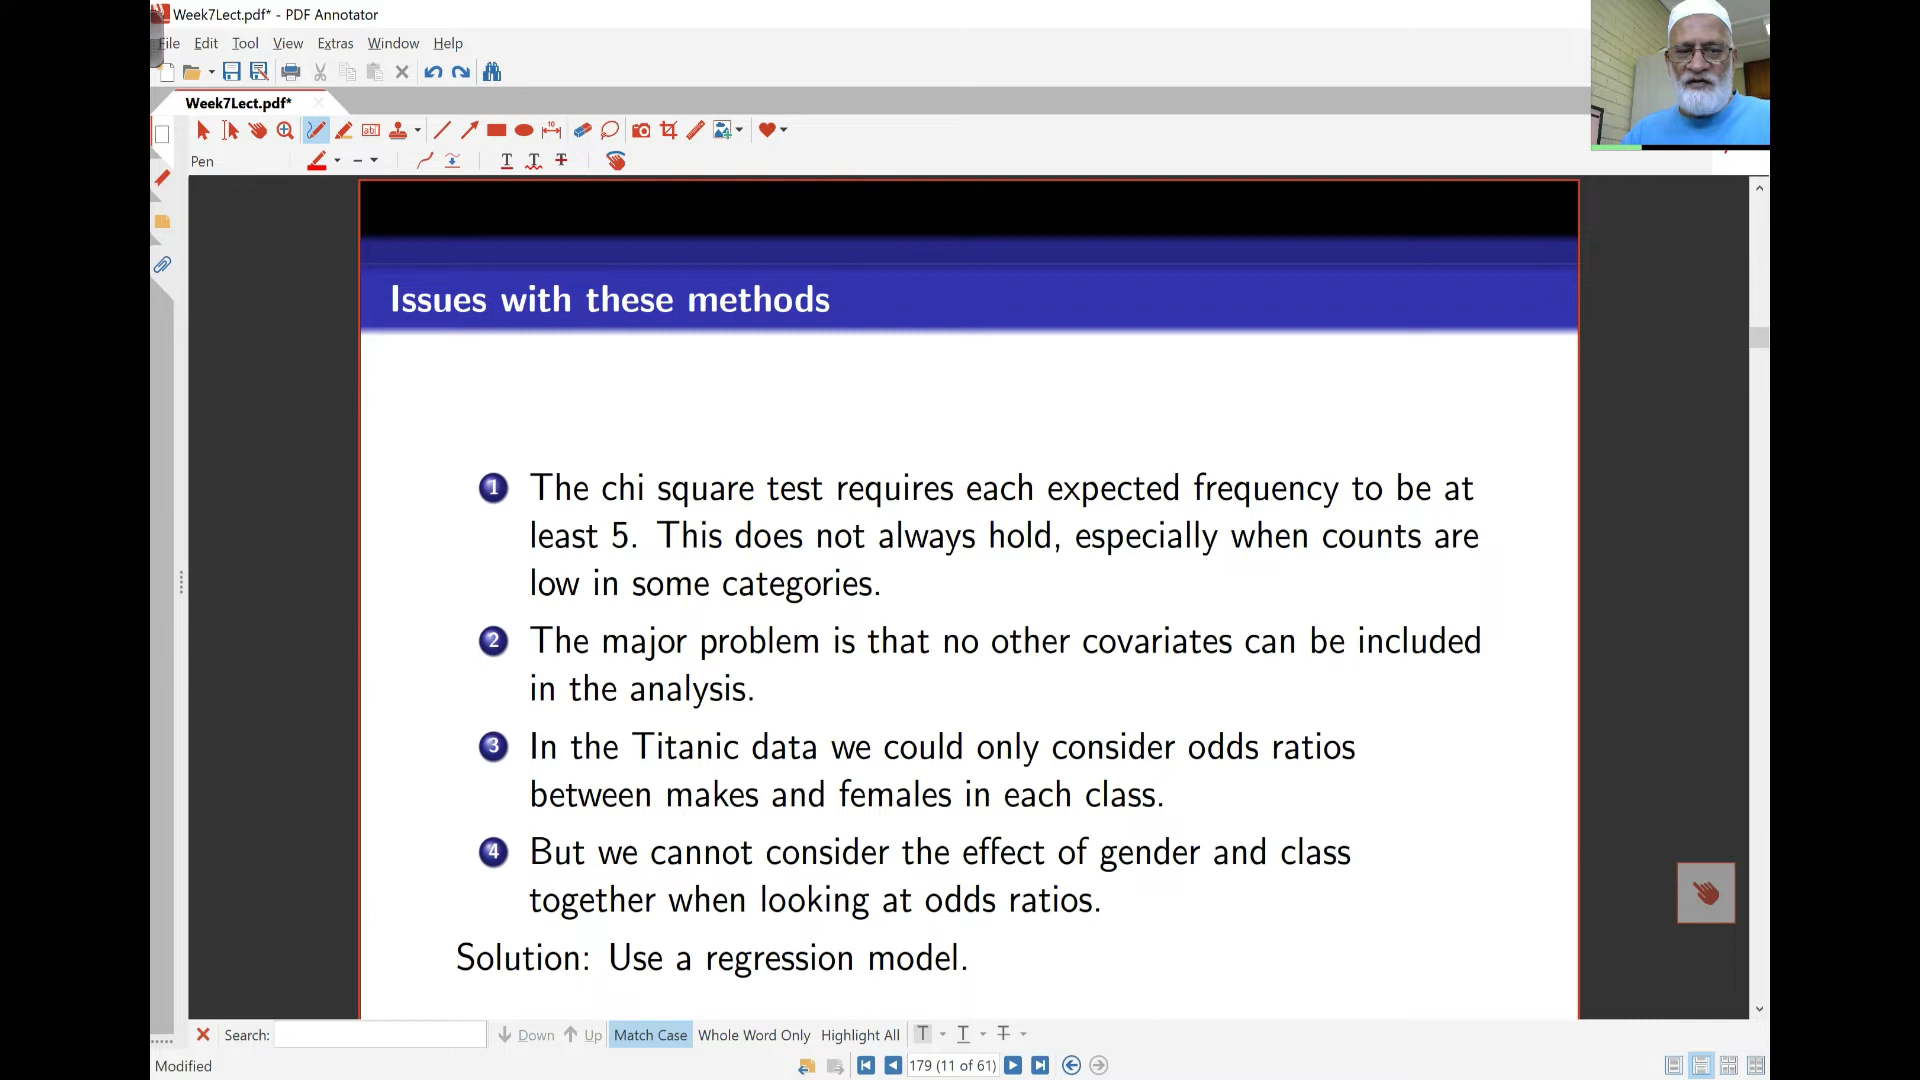 Week7Lect.pdf* - PDF Annotator
File Edit Tool View Extras Window Help
Week7Lect.pdf*
Pen
Issues with these methods
1 The chi square test requires each expected frequency to be at
least 5. This does not always hold, especially when counts are
low in some categories.
2 The major problem is that no other covariates can be included
in the analysis.
3 In the Titanic data we could only consider odds ratios
between makes and females in each class.
4 But we cannot consider the effect of gender and class
together when looking at odds ratios.
Solution: Use a regression model.
Search: Down Up Match Case Whole Word Only Highlight All
Modified 179 (11 of 61)